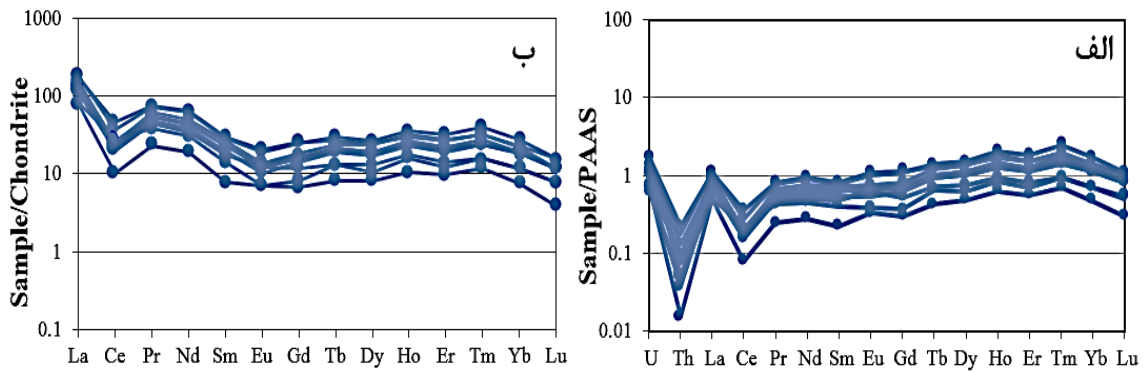 1000
100
10
1
0.1
Sample/Chondrite
ب
La Ce Pr Nd Sm Eu Gd Tb Dy Ho Er Tm Yb Lu
100
10
1
0.1
0.01
Sample/PAAS
الف
U Th La Ce Pr Nd Sm Eu Gd Tb Dy Ho Er Tm Yb Lu